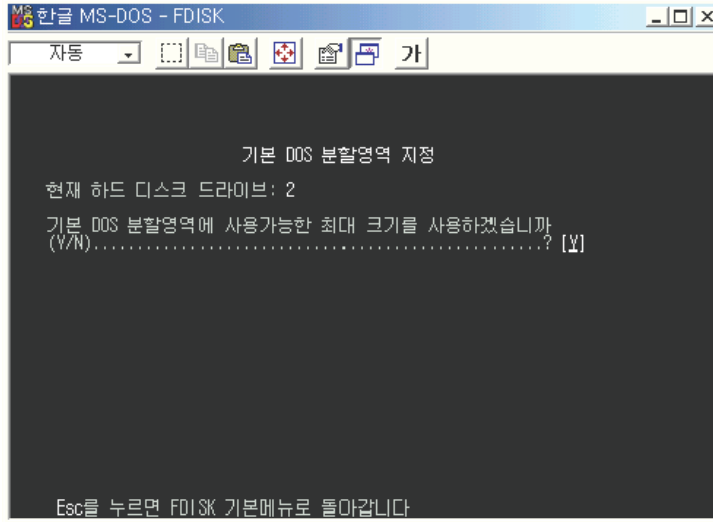 한글 MS-DOS - FDISK
자동
가
기본 DOS 분할영역 지정
현재 하드 디스크 드라이브: 2
기본 DOS 분할영역에 사용가능한 최대 크기를 사용하겠습니까
(Y/N)......................................................? [Y]
Esc를 누르면 FDISK 기본메뉴로 돌아갑니다